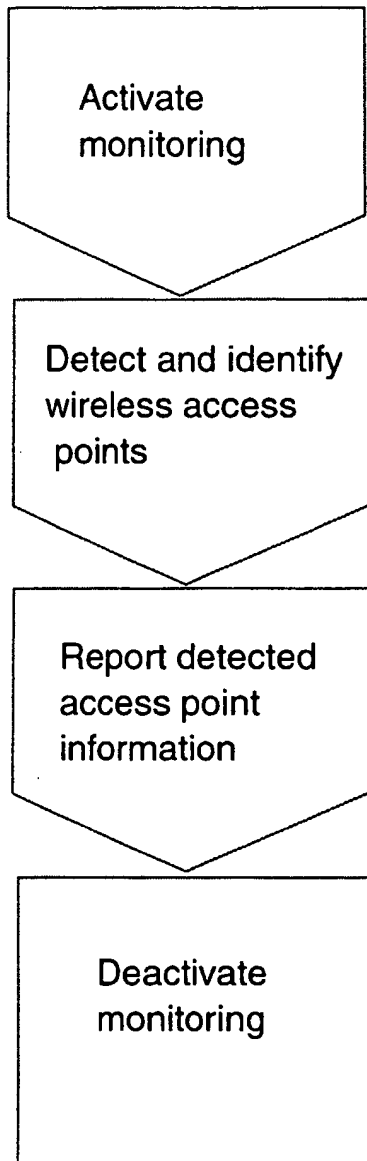 Activate
monitoring
Detect and identify
wireless access
points
Report detected
access point
information
Deactivate
monitoring